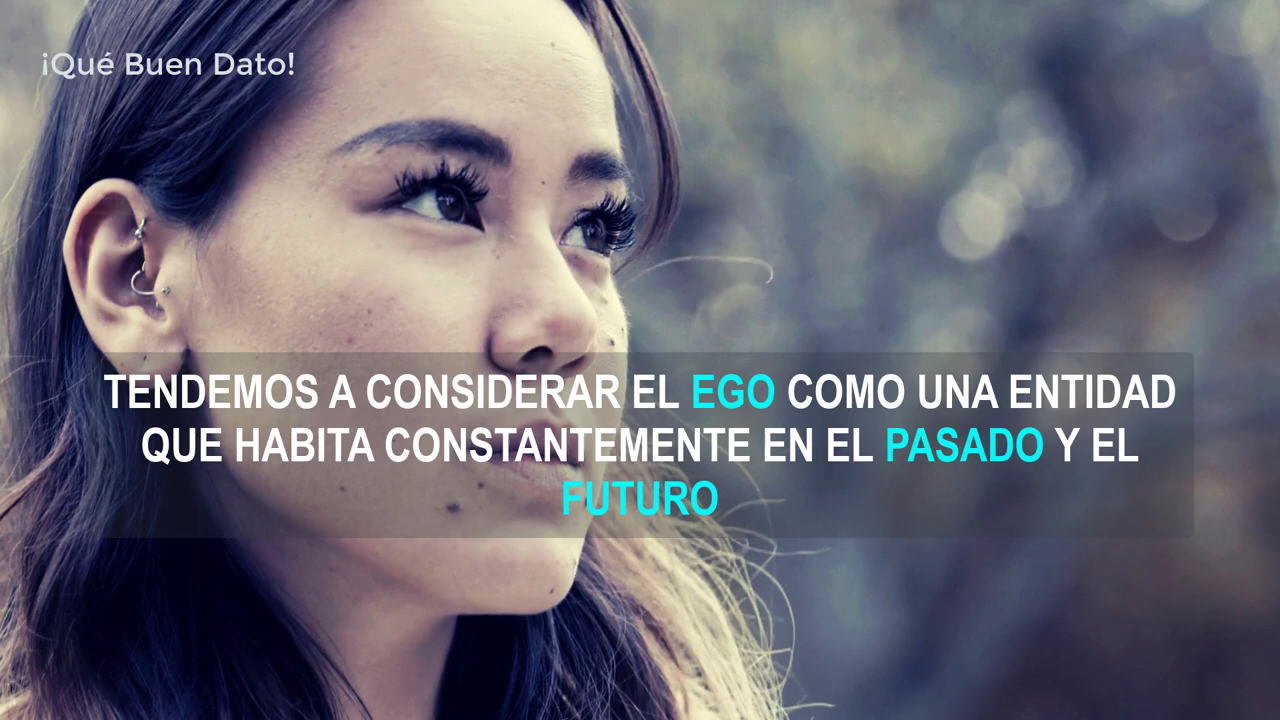 ¡Qué Buen Dato!
TENDEMOS A CONSIDERAR EL EGO COMO UNA ENTIDAD
QUE HABITA CONSTANTEMENTE EN EL PASADO Y EL
FUTURO